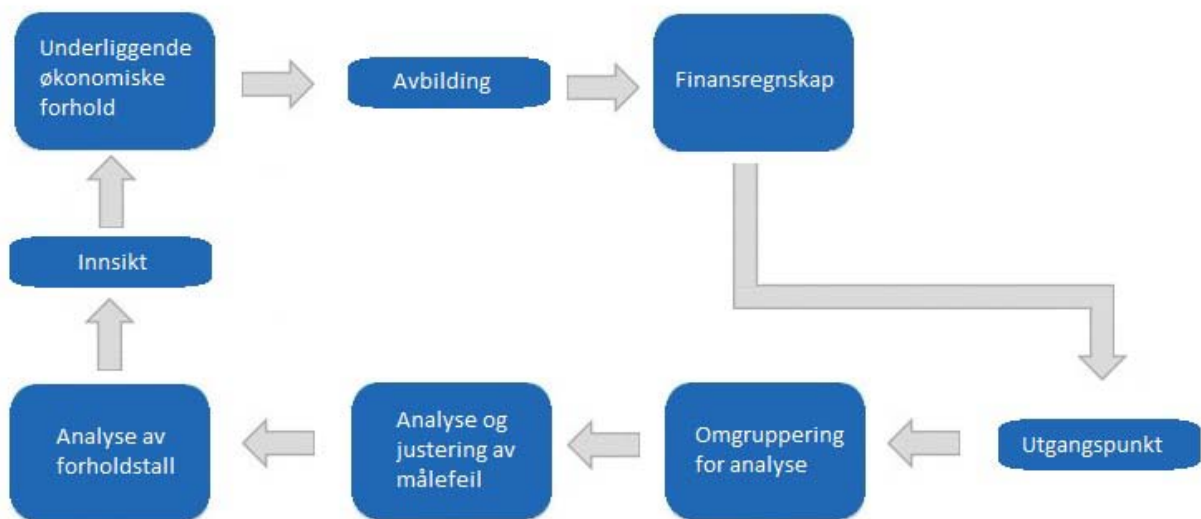 Underliggende
økonomiske
forhold
Avbilding
Finansregnskap
Utgangspunkt
Omgruppering
for analyse
Analyse og
justering av
målefeil
Analyse av
forholdstall
Innsikt